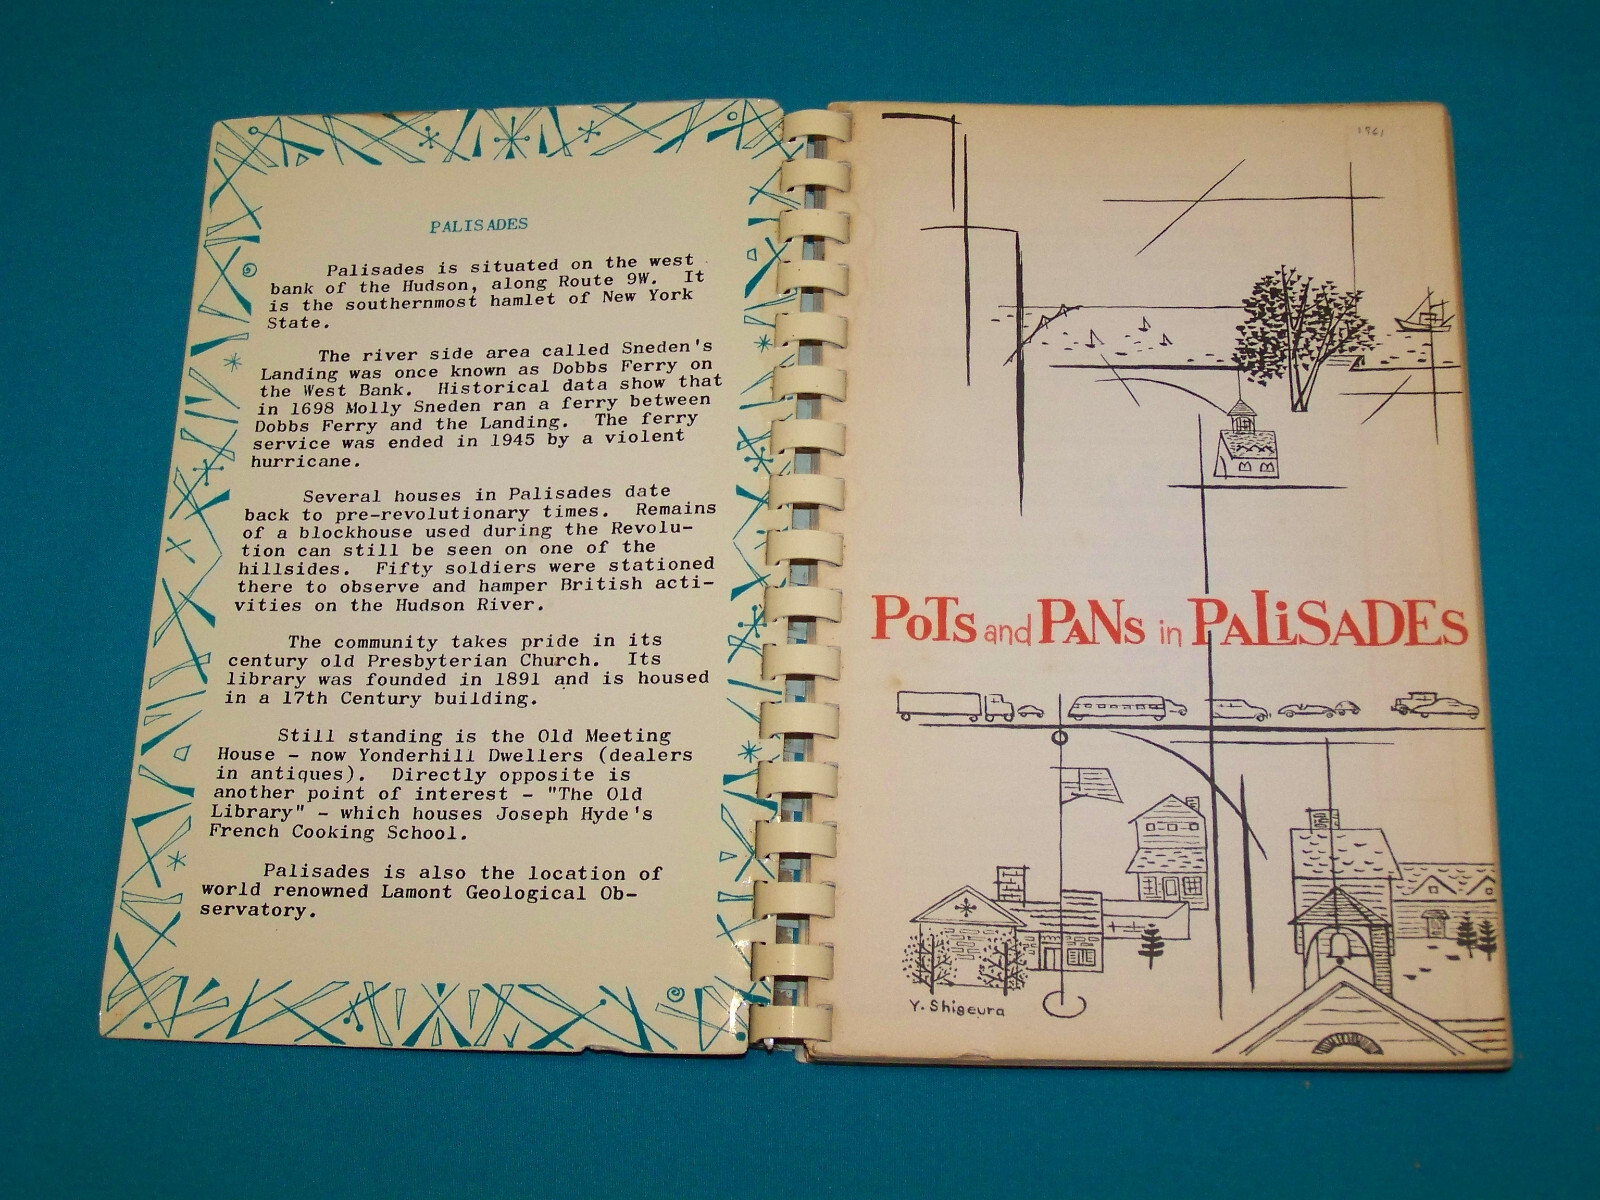 PALISADES
Palisades is situated on the west
bank of the Hudson, along Route 9W. It
is the southernmost hamlet of New York
State.
The river side area called Sneden's
Landing was once known as Dobbs Ferry on
the West Bank. Historical data show that
in 1698 Molly Sneden ran a ferry between
Dobbs Ferry and the Landing. The ferry
service was ended in 1945 by a violent
hurricane.
Several houses in Palisades date
back to pre-revolutionary times. Remains
of a blockhouse used during the Revolu-
tion can still be seen on one of the
hillsides. Fifty soldiers were stationed
there to observe and hamper British acti-
vities on the Hudson River.
The community takes pride in its
century old Presbyterian Church. Its
library was founded in 1891 and is housed
in a 17th Century building.
Still standing is the Old Meeting
House - now Yonderhill Dwellers (dealers
in antiques). Directly opposite is
another point of interest - "The Old
Library" - which houses Joseph Hyde's
French Cooking School.
Palisades is also the location of
world renowned Lamont Geological Ob-
servatory.
1961
POTS and PANS in PALiSADES
Y. Shigeura